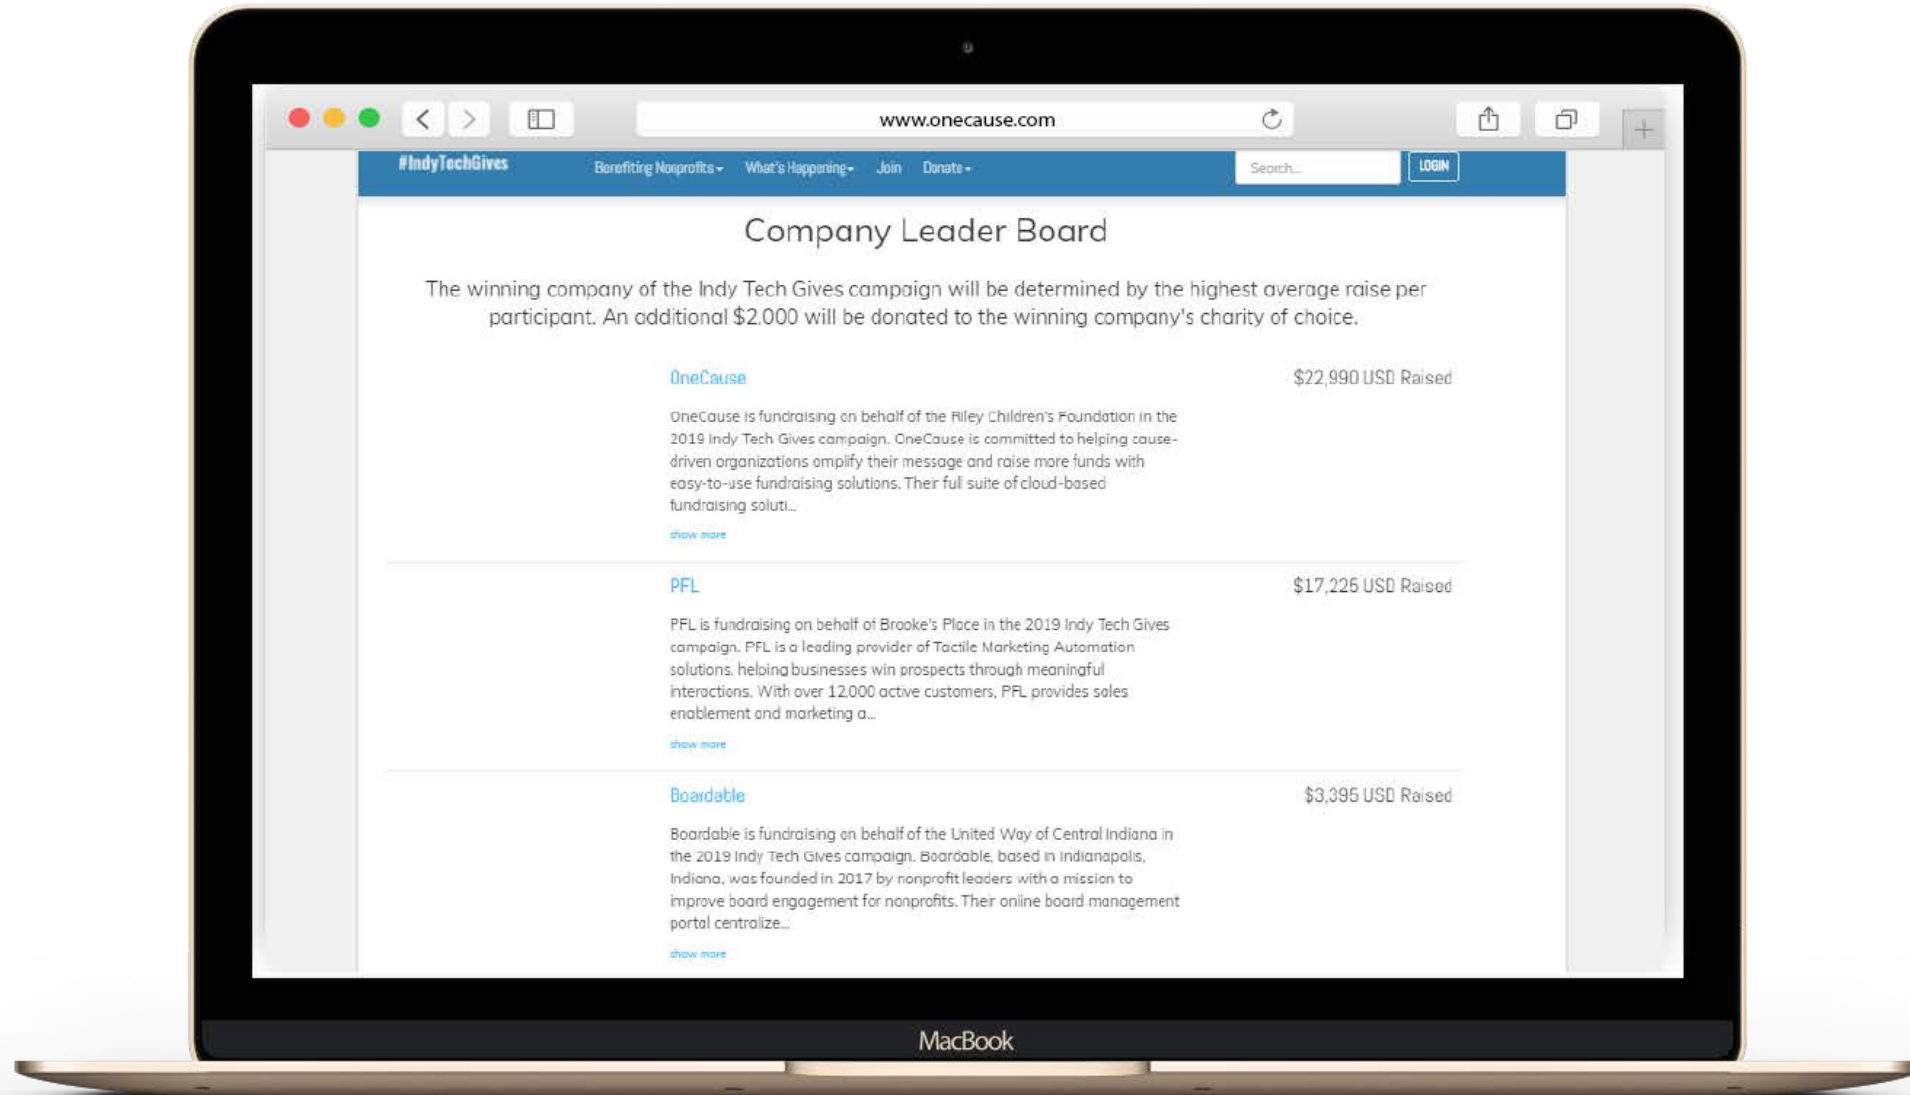 www.onecause.com
#IndyTechGives Benefiting Nonprofits What's Happening Join Donate Search... LOGIN
Company Leader Board
The winning company of the Indy Tech Gives campaign will be determined by the highest average raise per
participant. An additional $2,000 will be donated to the winning company's charity of choice.
OneCause $22,990 USD Raised
OneCause is fundraising on behalf of the Riley Children's Foundation in the
2019 Indy Tech Gives campaign. OneCause is committed to helping cause-
driven organizations amplify their message and raise more funds with
easy-to-use fundraising solutions. Their full suite of cloud-based
fundraising soluti...
show more
PFL $17,225 USD Raised
PFL is fundraising on behalf of Brooke's Place in the 2019 Indy Tech Gives
campaign. PFL is a leading provider of Tactile Marketing Automation
solutions, helping businesses win prospects through meaningful
interactions. With over 12,000 active customers, PFL provides sales
enablement and marketing a...
show more
Boardable $3,395 USD Raised
Boardable is fundraising on behalf of the United Way of Central Indiana in
the 2019 Indy Tech Gives campaign. Boardable, based in Indianapolis,
Indiana, was founded in 2017 by nonprofit leaders with a mission to
improve board engagement for nonprofits. Their online board management
portal centralize...
show more
MacBook